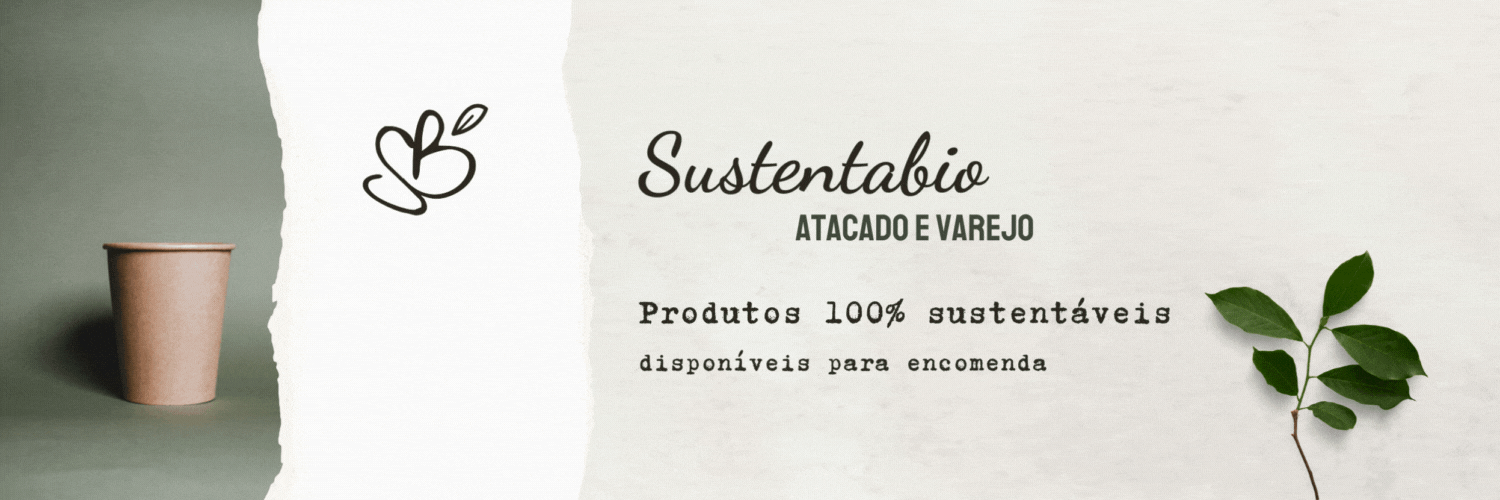 Sustentabio
ATACADO E VAREJO
Produtos 100% sustentáveis
disponíveis para encomenda